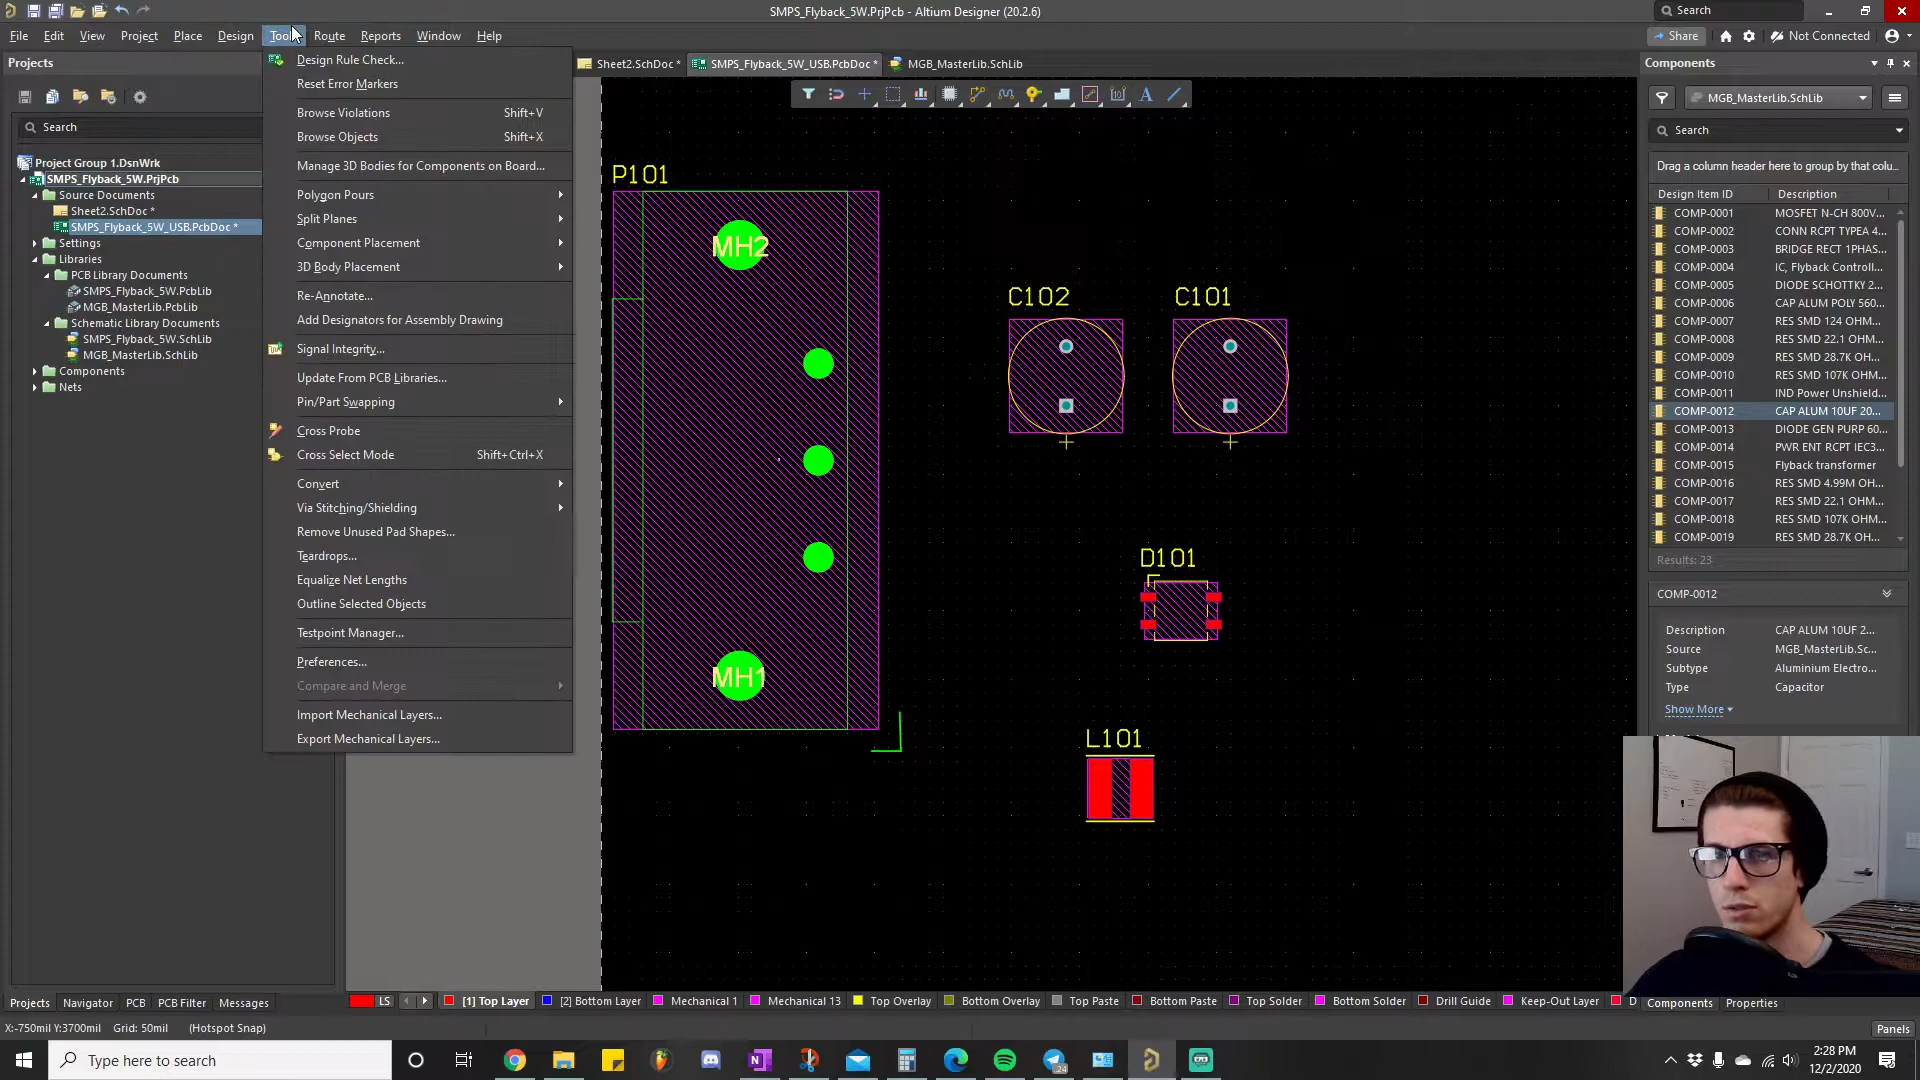 SMPS_Flyback_5W.PrjPcb - Altium Designer (20.2.6)
Search
File Edit View Project Place Design Tools Route Reports Window Help
Share
Not Connected
Projects
Search
Project Group 1.DsnWrk
SMPS_Flyback_5W.PrjPcb
Source Documents
Sheet2.SchDoc *
SMPS_Flyback_5W_USB.PcbDoc *
Settings
Libraries
PCB Library Documents
SMPS_Flyback_5W.PcbLib
MGB_MasterLib.PcbLib
Schematic Library Documents
SMPS_Flyback_5W.SchLib
MGB_MasterLib.SchLib
Components
Nets
Design Rule Check...
Reset Error Markers
Browse Violations Shift+V
Browse Objects Shift+X
Manage 3D Bodies for Components on Board...
Polygon Pours
Split Planes
Component Placement
3D Body Placement
Re-Annotate...
Add Designators for Assembly Drawing
Signal Integrity...
Update From PCB Libraries...
Pin/Part Swapping
Cross Probe
Cross Select Mode Shift+Ctrl+X
Convert
Via Stitching/Shielding
Remove Unused Pad Shapes...
Teardrops...
Equalize Net Lengths
Outline Selected Objects
Testpoint Manager...
Preferences...
Compare and Merge
Import Mechanical Layers...
Export Mechanical Layers...
Sheet2.SchDoc * SMPS_Flyback_5W_USB.PcbDoc * MGB_MasterLib.SchLib
P101
MH2
MH1
C102
C101
D101
L101
Components
MGB_MasterLib.SchLib
Search
Drag a column header here to group by that colu...
Design Item ID Description
COMP-0001 MOSFET N-CH 800V...
COMP-0002 CONN RCPT TYPEA 4...
COMP-0003 BRIDGE RECT 1PHAS...
COMP-0004 IC, Flyback Controll...
COMP-0005 DIODE SCHOTTKY 2...
COMP-0006 CAP ALUM POLY 560...
COMP-0007 RES SMD 124 OHM...
COMP-0008 RES SMD 22.1 OHM...
COMP-0009 RES SMD 28.7K OH...
COMP-0010 RES SMD 107K OHM...
COMP-0011 IND Power Unshield...
COMP-0012 CAP ALUM 10UF 20...
COMP-0013 DIODE GEN PURP 60...
COMP-0014 PWR ENT RCPT IEC3...
COMP-0015 Flyback transformer
COMP-0016 RES SMD 4.99M OH...
COMP-0017 RES SMD 22.1 OHM...
COMP-0018 RES SMD 107K OHM...
COMP-0019 RES SMD 28.7K OH...
Results: 23
COMP-0012
Description CAP ALUM 10UF 2...
Source MGB_MasterLib.Sc...
Subtype Aluminium Electro...
Type Capacitor
Show More
Projects Navigator PCB PCB Filter Messages
LS [1] Top Layer [2] Bottom Layer Mechanical 1 Mechanical 13 Top Overlay Bottom Overlay Top Paste Bottom Paste Top Solder Bottom Solder Drill Guide Keep-Out Layer D
Components Properties
X:-750mil Y:3700mil Grid: 50mil (Hotspot Snap)
Panels
Type here to search
24
2:28 PM
12/2/2020